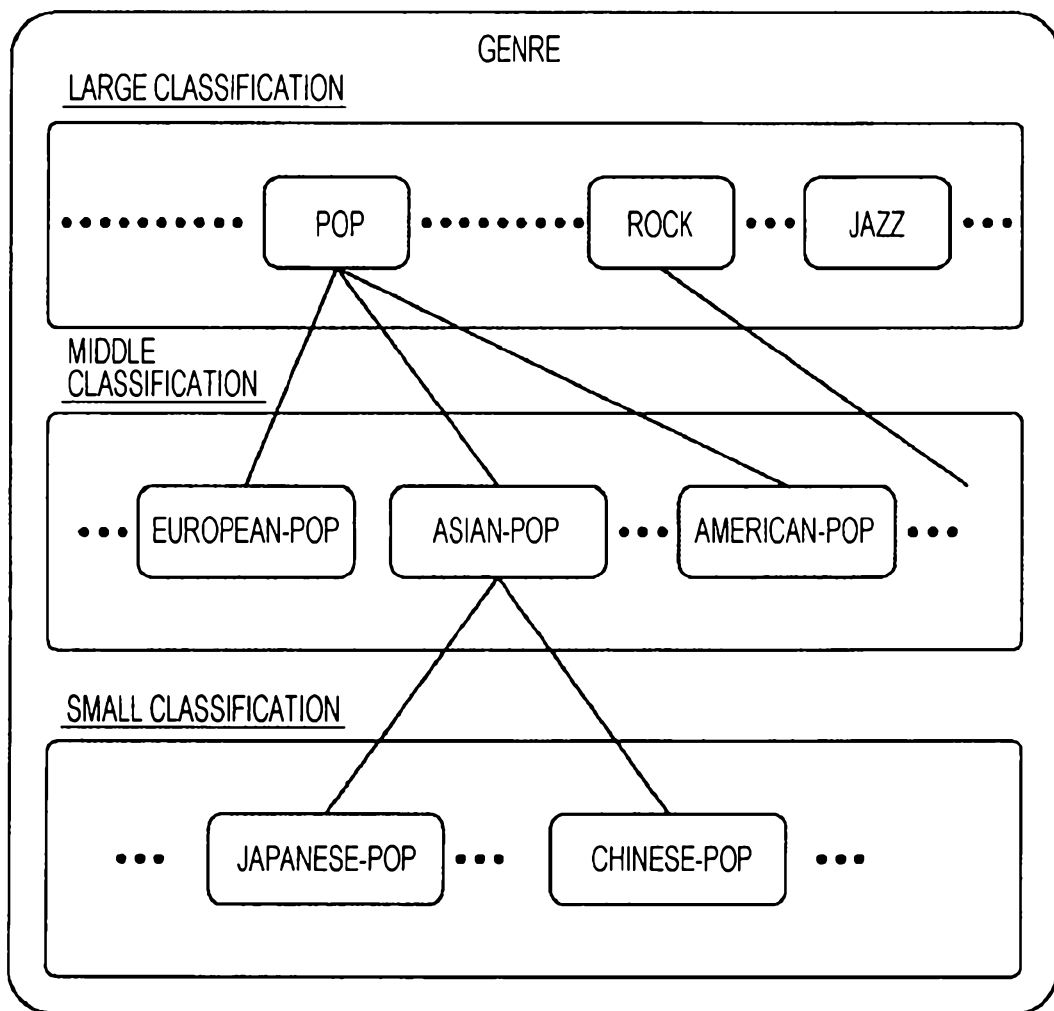 GENRE
LARGE CLASSIFICATION
POP
ROCK
JAZZ
MIDDLE
CLASSIFICATION
EUROPEAN-POP
ASIAN-POP
AMERICAN-POP
SMALL CLASSIFICATION
JAPANESE-POP
CHINESE-POP